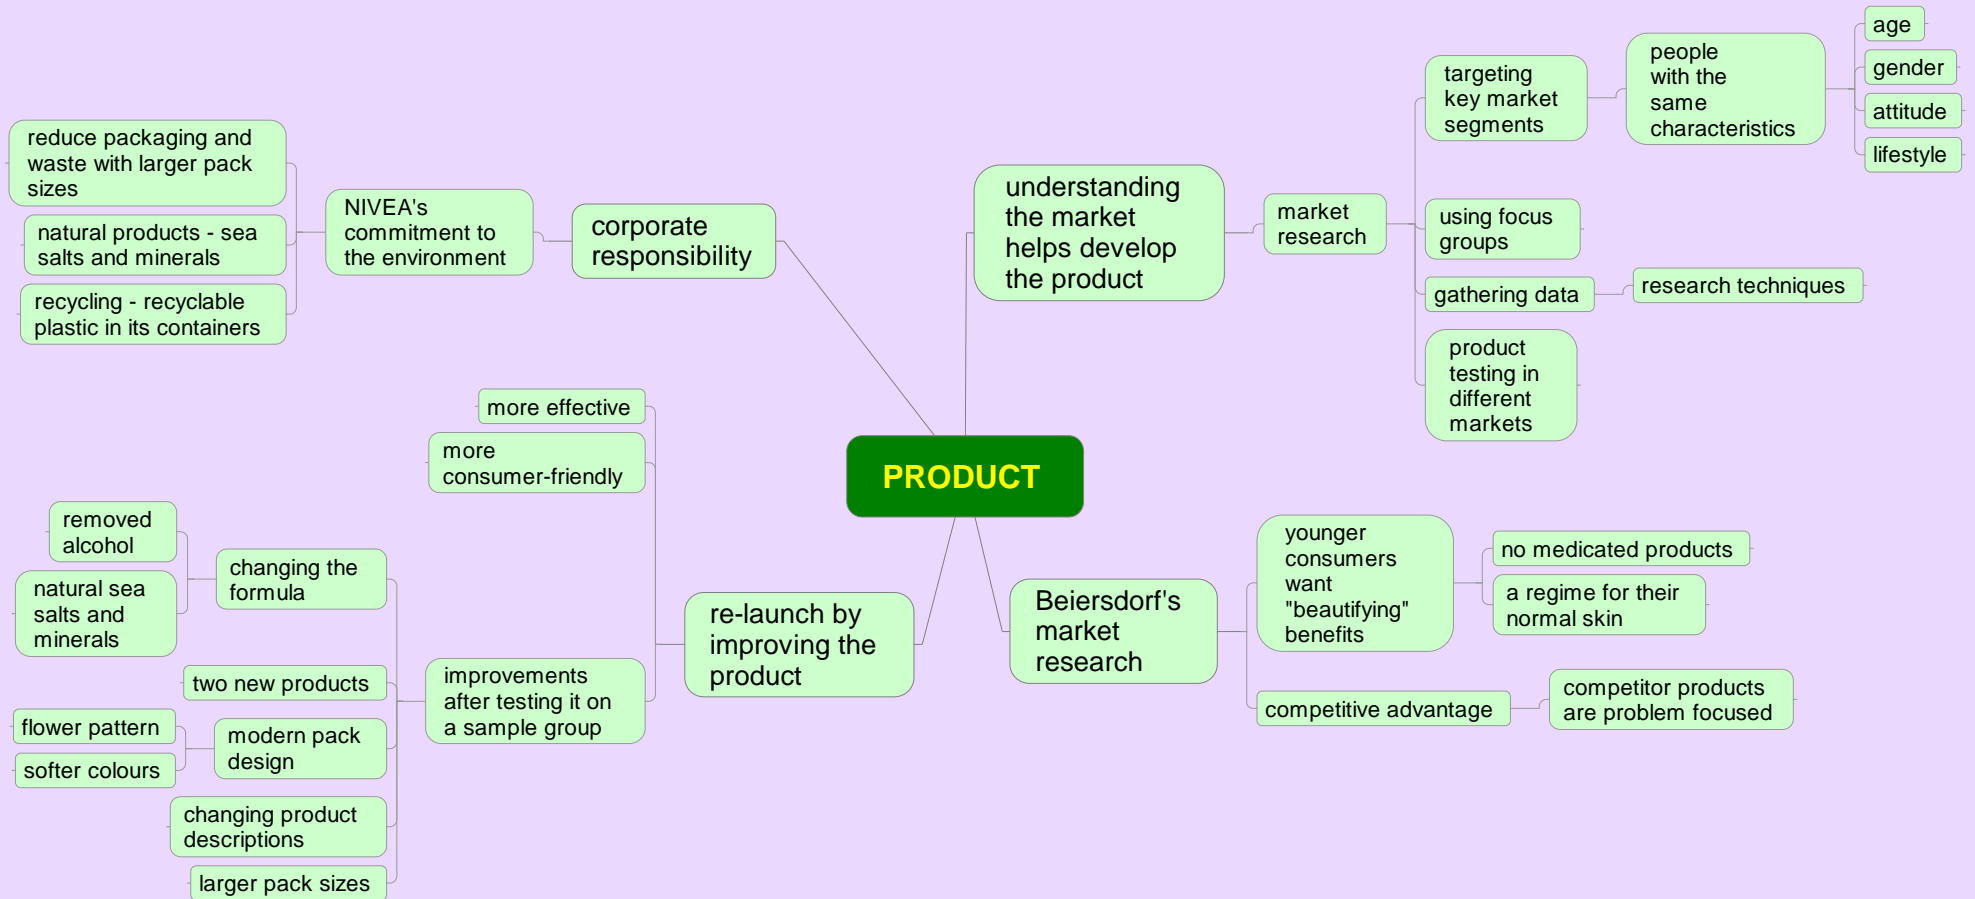 PRODUCT
understanding
the market
helps develop
the product
market
research
targeting
key market
segments
people
with the
same
characteristics
age
gender
attitude
lifestyle
using focus
groups
gathering data
research techniques
product
testing in
different
markets
Beiersdorf's
market
research
younger
consumers
want
"beautifying"
benefits
no medicated products
a regime for their
normal skin
competitive advantage
competitor products
are problem focused
re-launch by
improving the
product
more effective
more
consumer-friendly
improvements
after testing it on
a sample group
changing the
formula
removed
alcohol
natural sea
salts and
minerals
two new products
modern pack
design
flower pattern
softer colours
changing product
descriptions
larger pack sizes
corporate
responsibility
NIVEA's
commitment to
the environment
reduce packaging and
waste with larger pack
sizes
natural products - sea
salts and minerals
recycling - recyclable
plastic in its containers